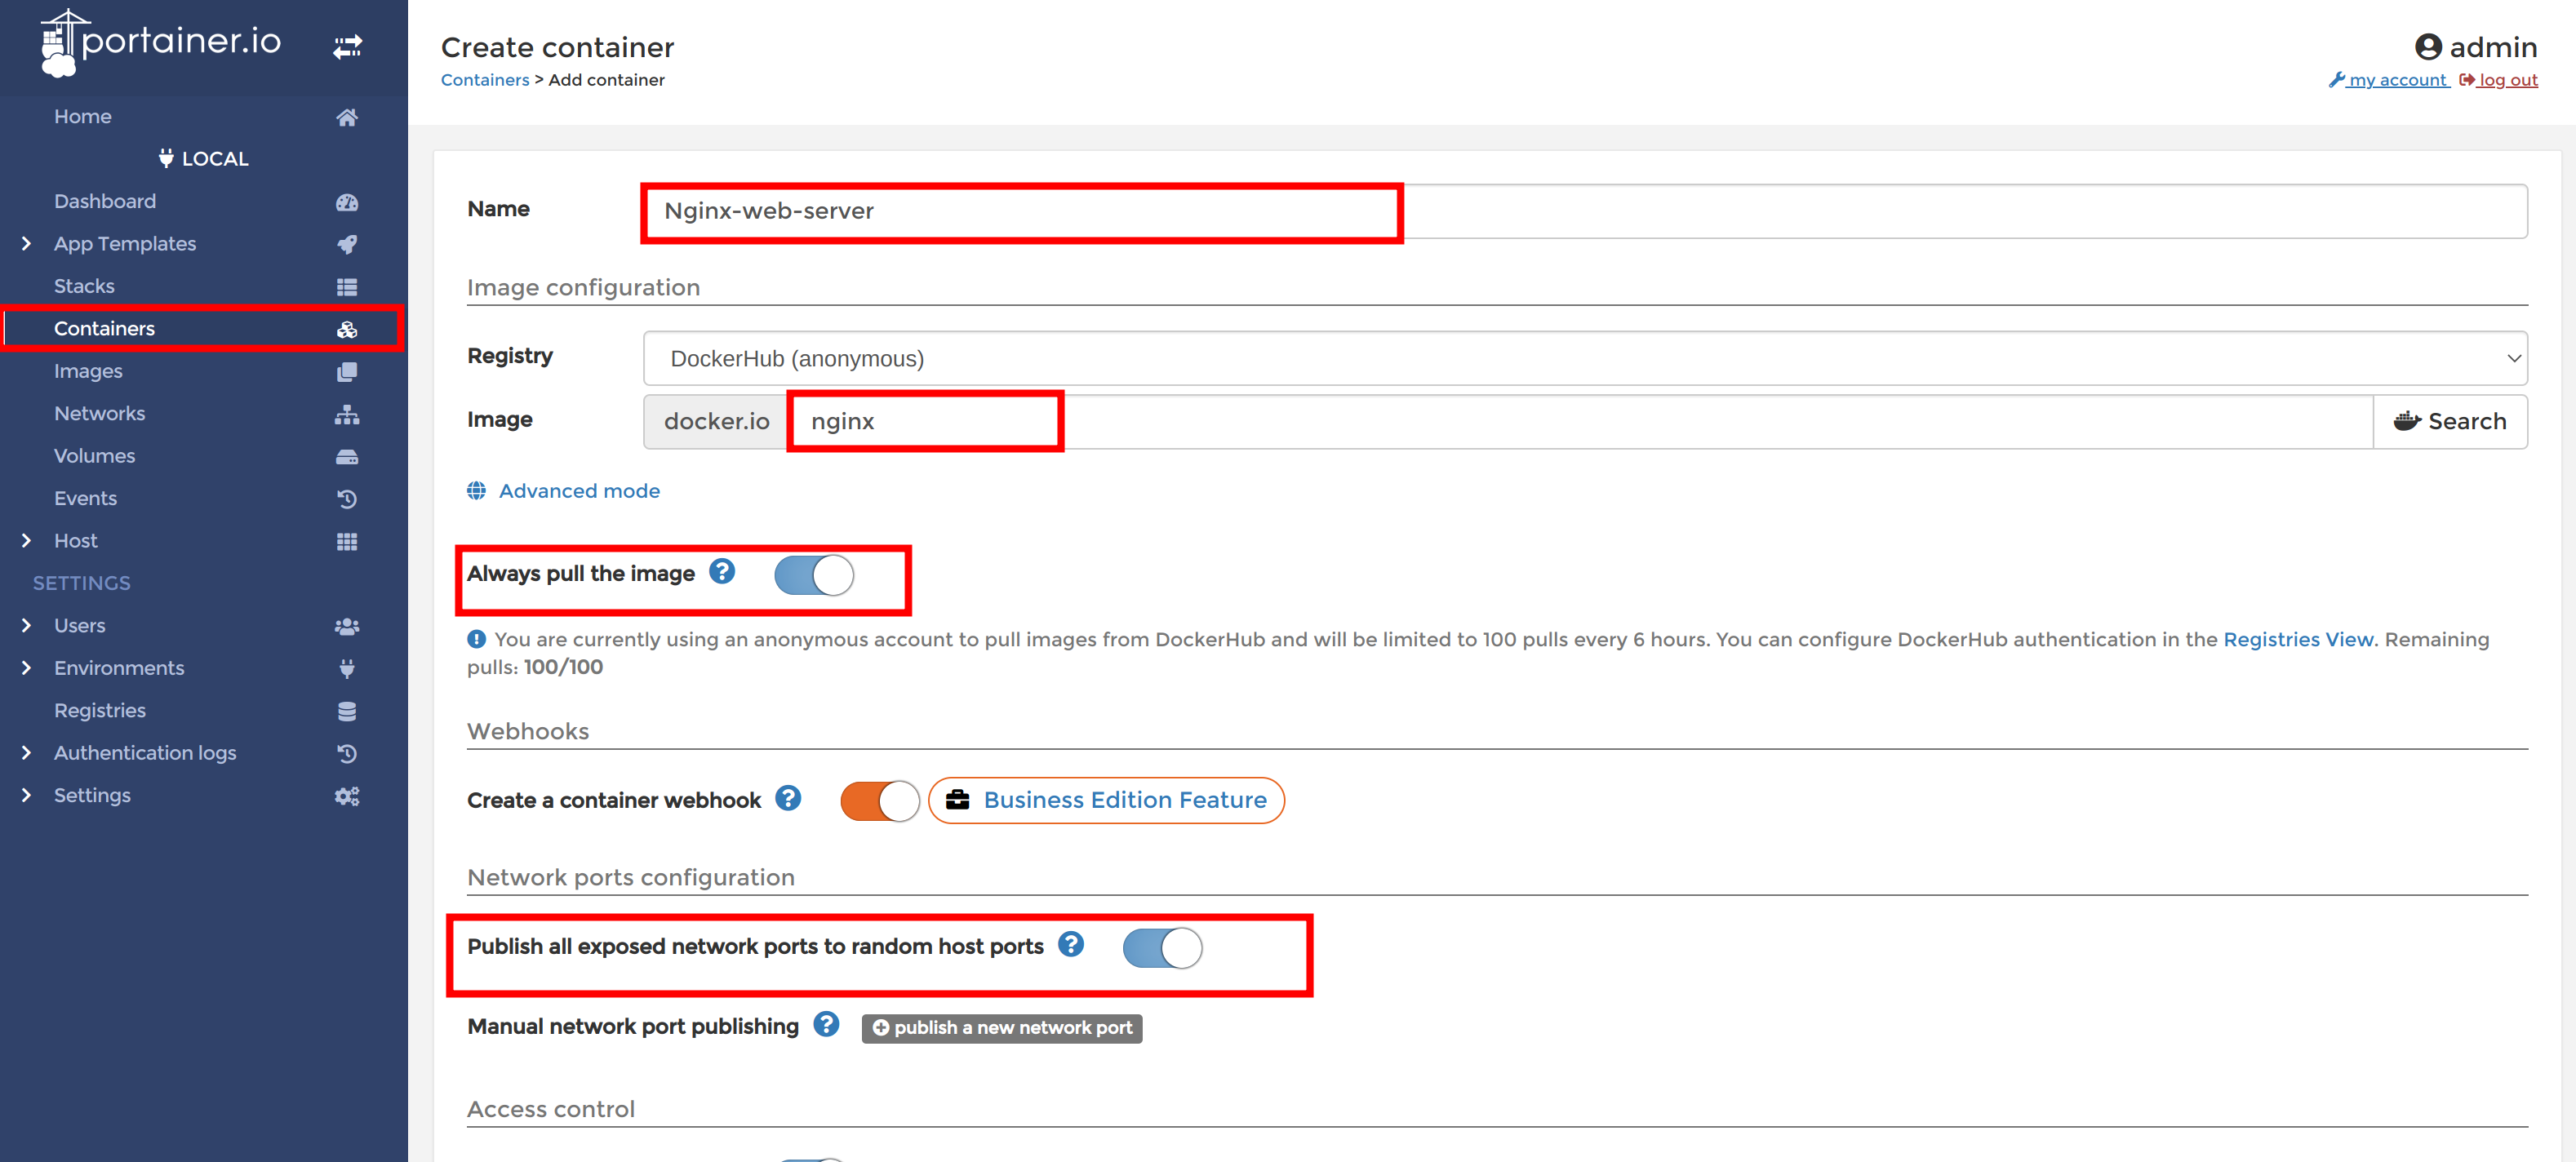 portainer.io
Home
LOCAL
Dashboard
App Templates
Stacks
Containers
Images
Networks
Volumes
Events
Host
SETTINGS
Users
Environments
Registries
Authentication logs
Settings
Create container
Containers > Add container
admin
my account log out
Name Nginx-web-server
Image configuration
Registry DockerHub (anonymous)
Image docker.io nginx Search
Advanced mode
Always pull the image
You are currently using an anonymous account to pull images from DockerHub and will be limited to 100 pulls every 6 hours. You can configure DockerHub authentication in the Registries View. Remaining
pulls: 100/100
Webhooks
Create a container webhook Business Edition Feature
Network ports configuration
Publish all exposed network ports to random host ports
Manual network port publishing publish a new network port
Access control